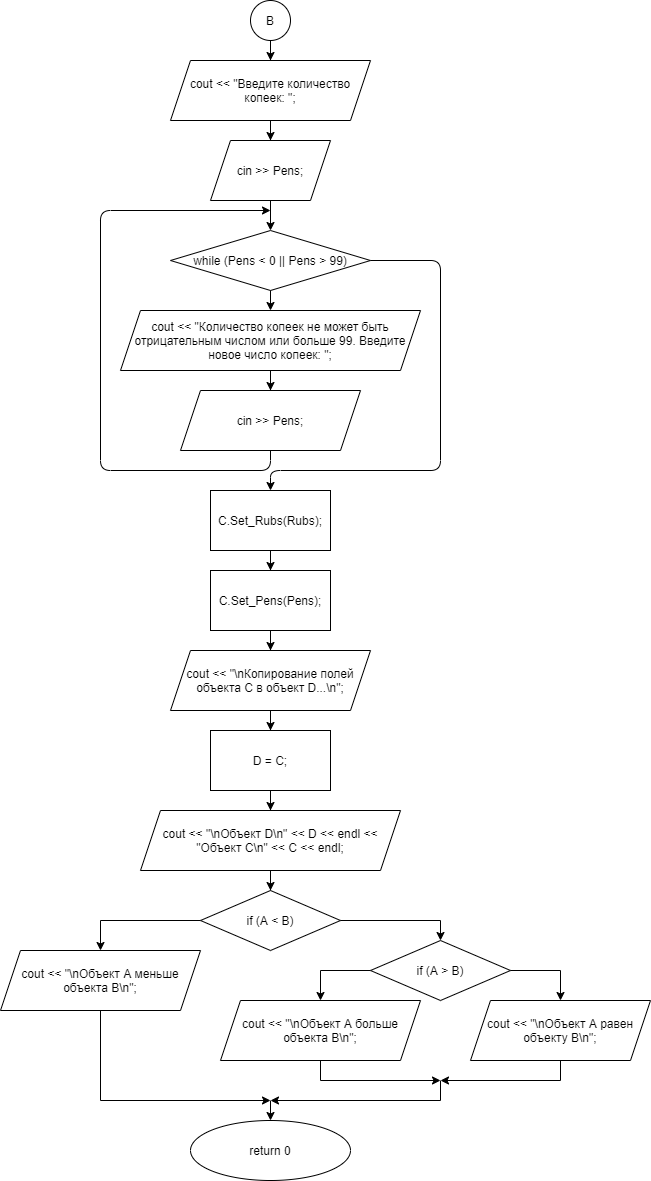 B
cout << "Введите количество
копеек: ";
cin >> Pens;
while (Pens < 0 || Pens > 99)
cout << "Количество копеек не может быть
отрицательным числом или больше 99. Введите
новое число копеек: ";
cin >> Pens;
C.Set_Rubs(Rubs);
C.Set_Pens(Pens);
cout << "\nКопирование полей
объекта С в объект D...\n";
D = C;
cout << "\nОбъект D\n" << D << endl <<
"Объект С\n" << C << endl;
if (A < B)
cout << "\nОбъект А меньше
объекта В\n";
if (A > B)
cout << "\nОбъект А больше
объекта В\n";
cout << "\nОбъект А равен
объекту В\n";
return 0